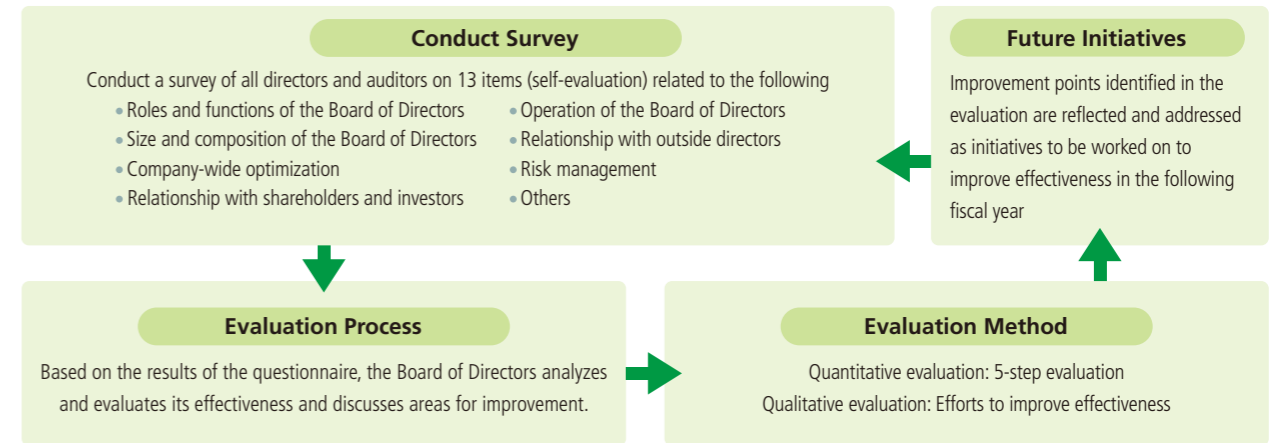 Conduct Survey
Conduct a survey of all directors and auditors on 13 items (self-evaluation) related to the following
• Roles and functions of the Board of Directors
• Size and composition of the Board of Directors
• Company-wide optimization
• Relationship with shareholders and investors
• Operation of the Board of Directors
• Relationship with outside directors
• Risk management
• Others
Future Initiatives
Improvement points identified in the
evaluation are reflected and addressed
as initiatives to be worked on to
improve effectiveness in the following
fiscal year
Evaluation Process
Based on the results of the questionnaire, the Board of Directors analyzes
and evaluates its effectiveness and discusses areas for improvement.
Evaluation Method
Quantitative evaluation: 5-step evaluation
Qualitative evaluation: Efforts to improve effectiveness